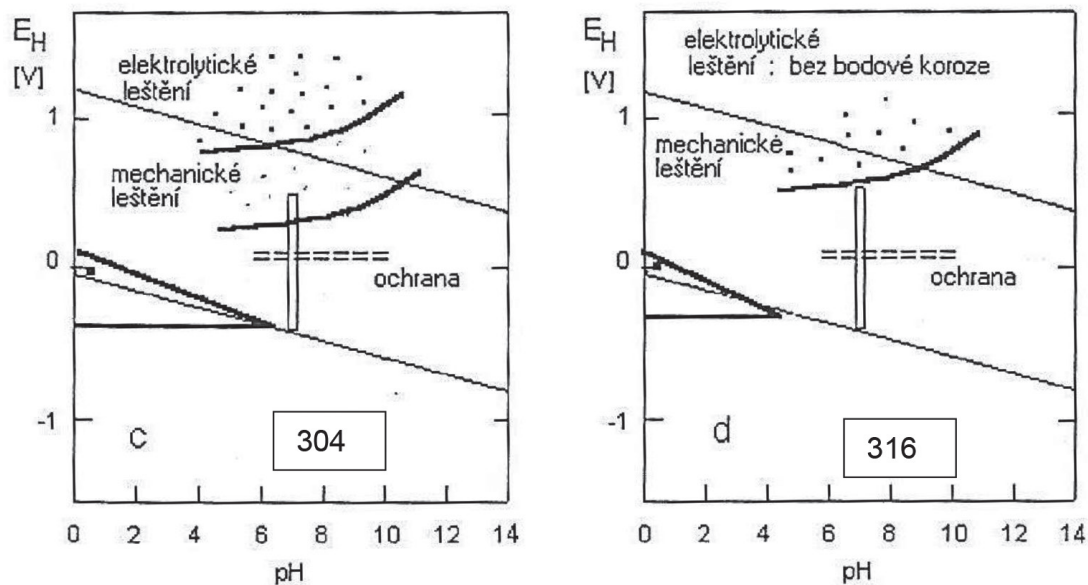 E_H
[V]
elektrolytické
leštění
1
mechanické
leštění
0
ochrana
-1
c
304
0 2 4 6 8 10 12 14
pH
E_H
[V]
elektrolytické
leštění : bez bodové koroze
1
mechanické
leštění
0
ochrana
-1
d
316
0 2 4 6 8 10 12 14
pH